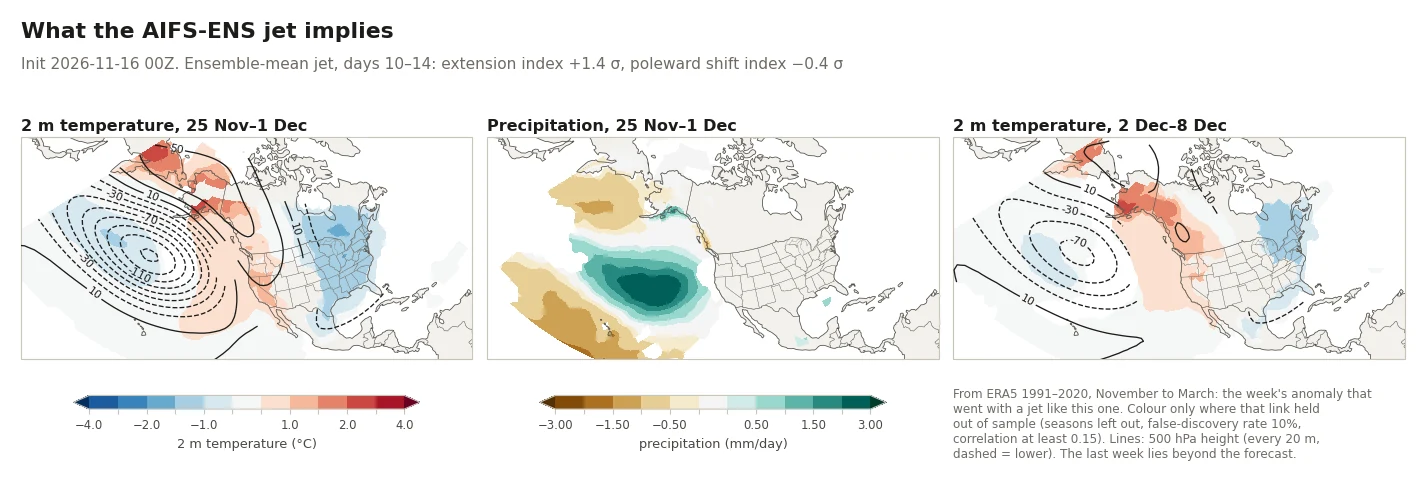 What the AIFS-ENS jet implies
Init 2026-11-16 00Z. Ensemble-mean jet, days 10–14: extension index +1.4 σ, poleward shift index −0.4 σ
2 m temperature, 25 Nov–1 Dec
Precipitation, 25 Nov–1 Dec
2 m temperature, 2 Dec–8 Dec
50
10
-30
-70
-110
-30
10
-10
10
-30
-70
10
10
−4.0 −2.0 −1.0 1.0 2.0 4.0
2 m temperature (°C)
−3.00 −1.50 −0.50 0.50 1.50 3.00
precipitation (mm/day)
From ERA5 1991–2020, November to March: the week's anomaly that
went with a jet like this one. Colour only where that link held
out of sample (seasons left out, false-discovery rate 10%,
correlation at least 0.15). Lines: 500 hPa height (every 20 m,
dashed = lower). The last week lies beyond the forecast.